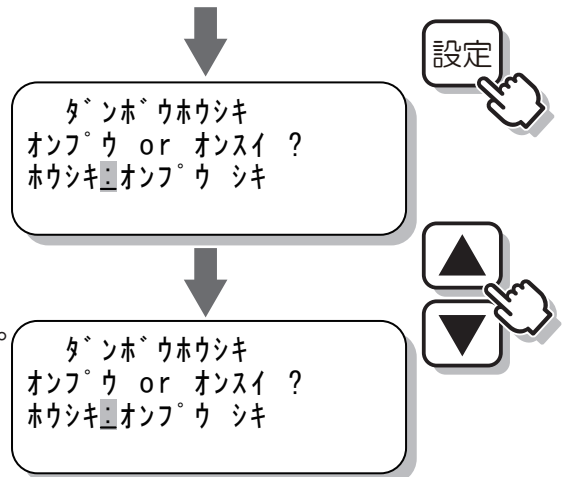 設定
ダンボウホウシキ
オンプウ or オンスイ ?
ホウシキ:オンプウ シキ
▲
▼
。
ダンボウホウシキ
オンプウ or オンスイ ?
ホウシキ:オンプウ シキ